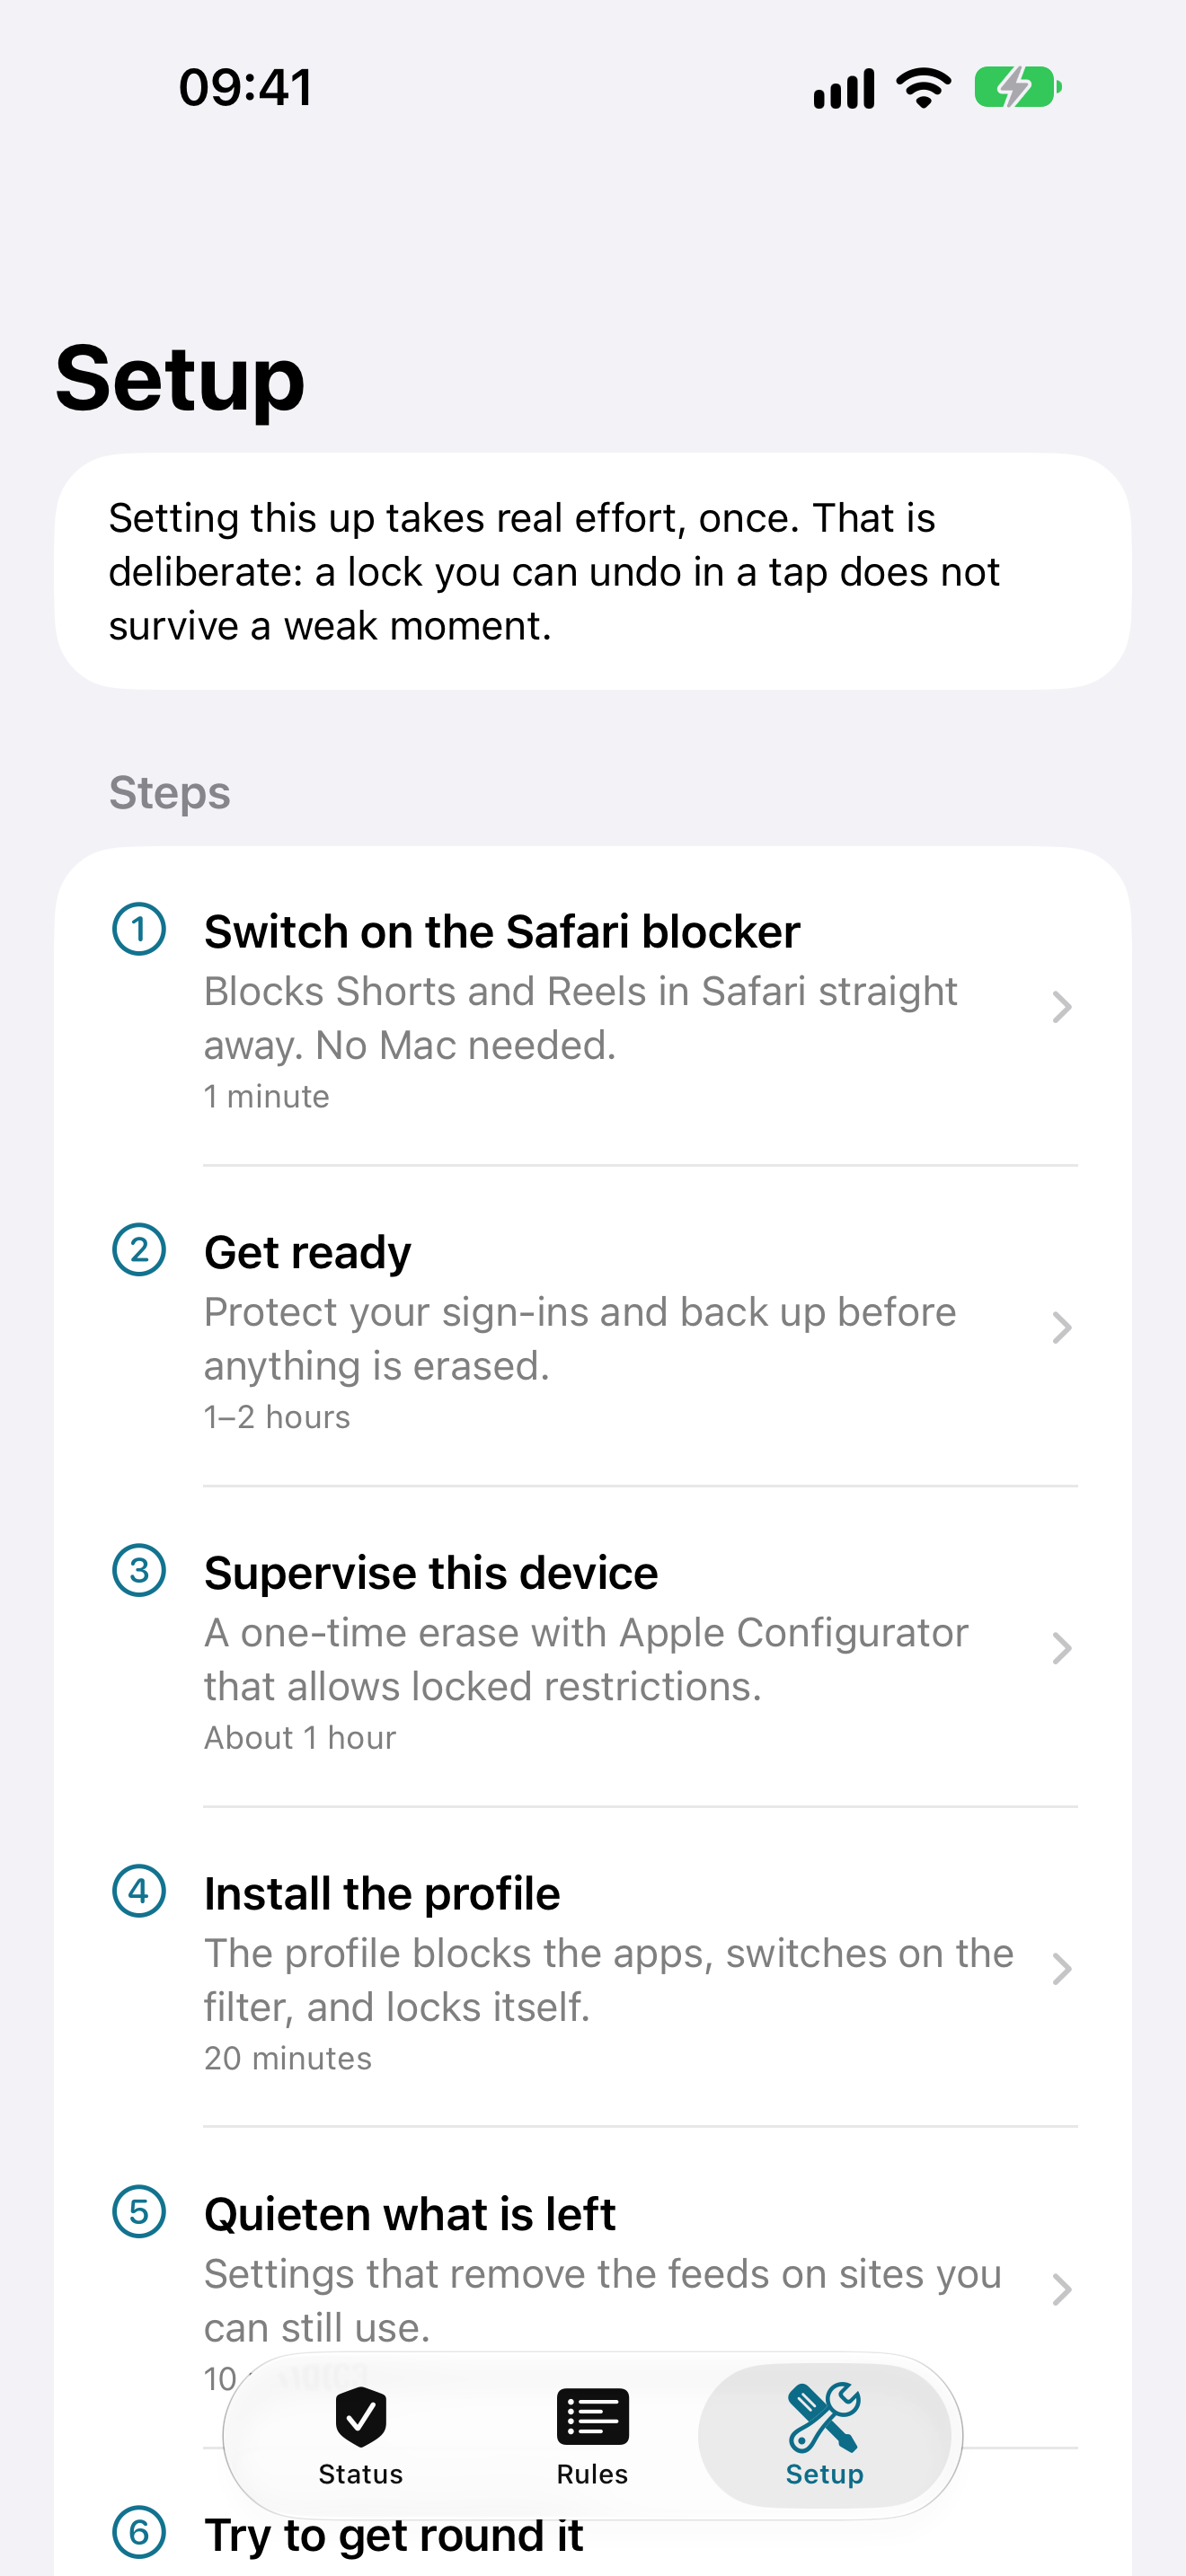 09:41
Setup
Setting this up takes real effort, once. That is
deliberate: a lock you can undo in a tap does not
survive a weak moment.
Steps
1 Switch on the Safari blocker
Blocks Shorts and Reels in Safari straight
away. No Mac needed.
1 minute
2 Get ready
Protect your sign-ins and back up before
anything is erased.
1–2 hours
3 Supervise this device
A one-time erase with Apple Configurator
that allows locked restrictions.
About 1 hour
4 Install the profile
The profile blocks the apps, switches on the
filter, and locks itself.
20 minutes
5 Quieten what is left
Settings that remove the feeds on sites you
can still use.
10
Status
Rules
Setup
6 Try to get round it